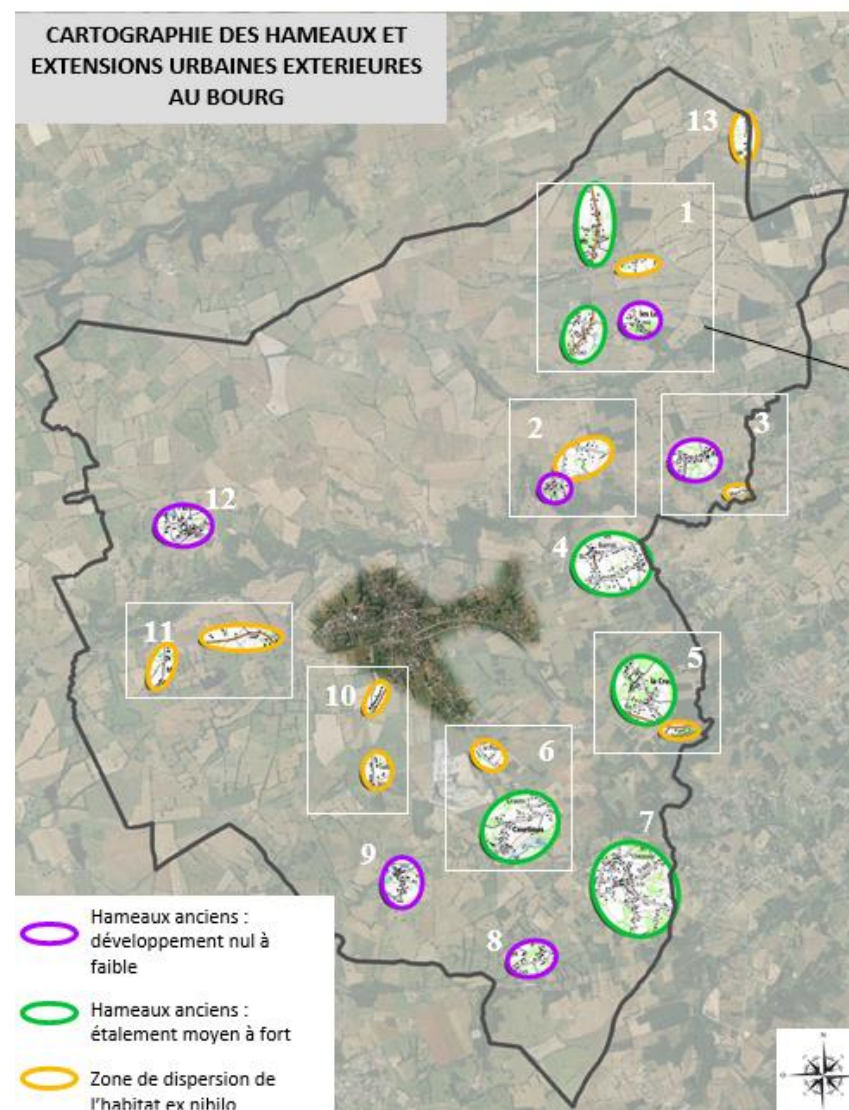 CARTOGRAPHIE DES HAMEAUX ET
EXTENSIONS URBAINES EXTERIEURES
AU BOURG
13
1
2
3
12
4
11
5
10
6
7
9
8
Hameaux anciens :
développement nul à
faible
Hameaux anciens :
étalement moyen à fort
Zone de dispersion de
l'habitat ex nihilo
N